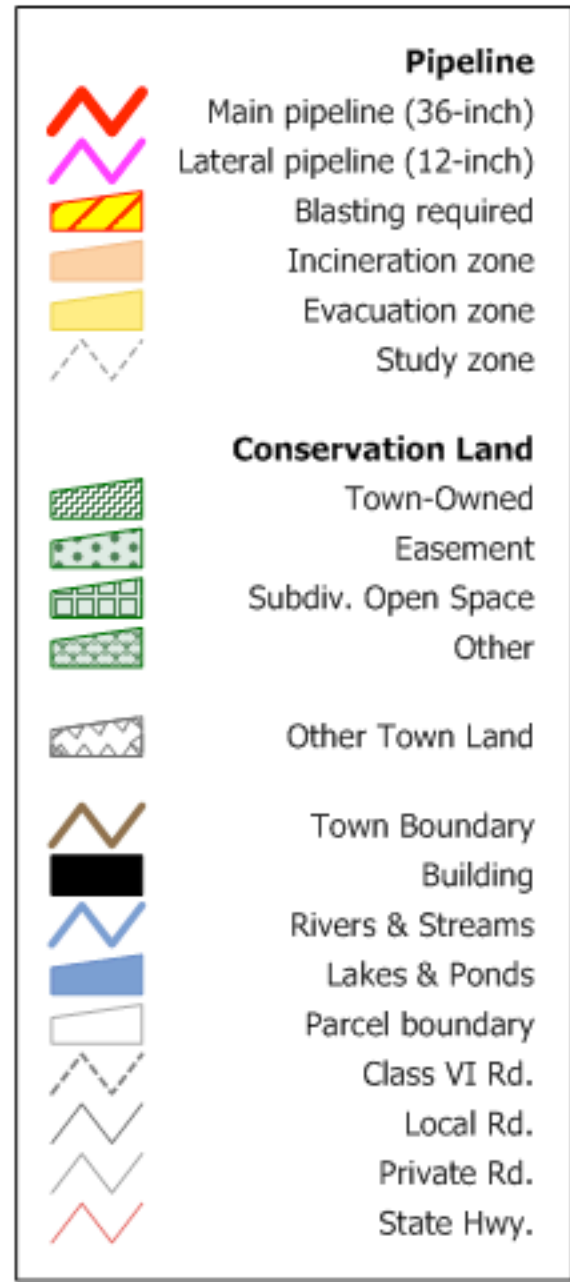 Pipeline
Main pipeline (36-inch)
Lateral pipeline (12-inch)
Blasting required
Incineration zone
Evacuation zone
Study zone
Conservation Land
Town-Owned
Easement
Subdiv. Open Space
Other
Other Town Land
Town Boundary
Building
Rivers & Streams
Lakes & Ponds
Parcel boundary
Class VI Rd.
Local Rd.
Private Rd.
State Hwy.